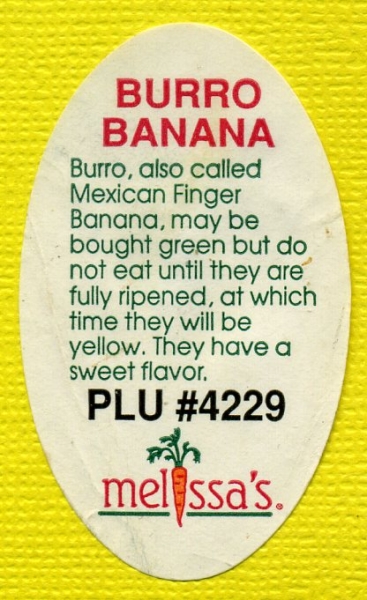 BURRO
BANANA
Burro, also called
Mexican Finger
Banana, may be
bought green but do
not eat until they are
fully ripened, at which
time they will be
yellow. They have a
sweet flavor.
PLU #4229
melissa's®